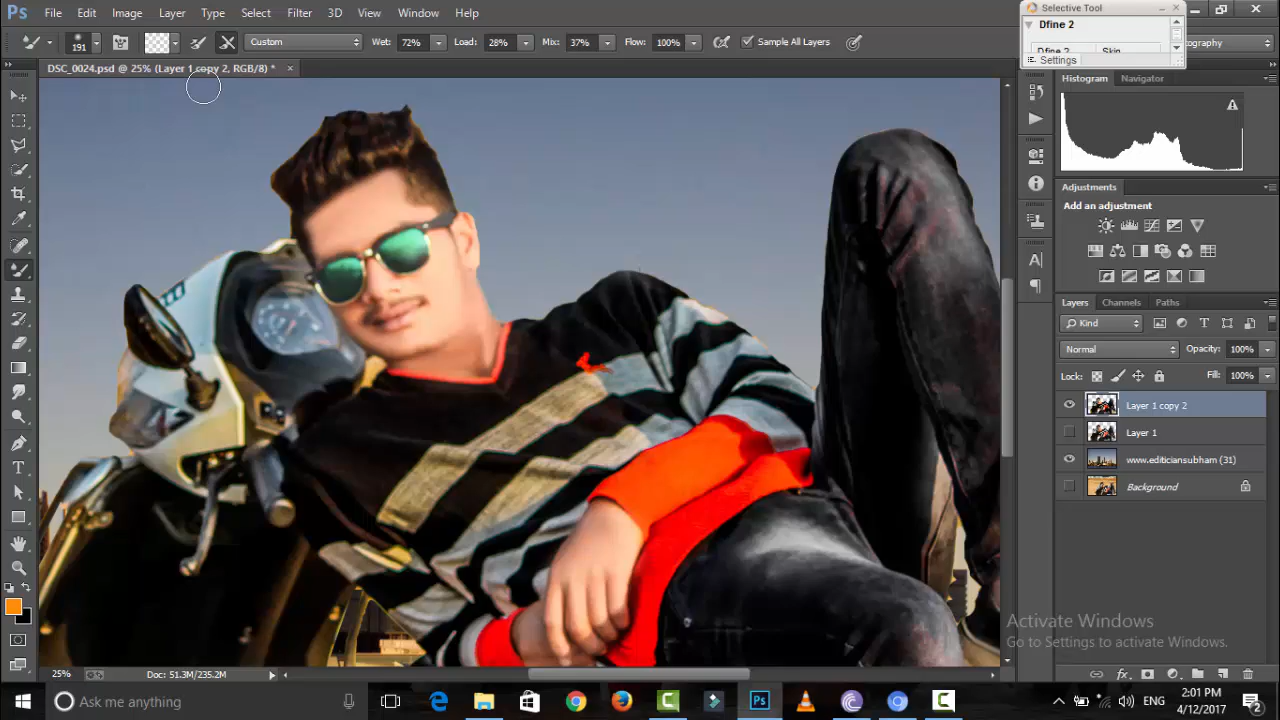 Ps File Edit Image Layer Type Select Filter 3D View Window Help
Selective Tool
Dfine 2
Settings
191 Custom Wet: 72% Load: 28% Mix: 37% Flow: 100% Sample All Layers
DSC_0024.psd @ 25% (Layer 1 copy 2, RGB/8) * ×
Histogram Navigator
Adjustments
Add an adjustment
Layers Channels Paths
Kind
Normal Opacity: 100%
Lock: Fill: 100%
Layer 1 copy 2
Layer 1
www.editiciansubham (31)
Background
Activate Windows
Go to Settings to activate Windows.
25% Doc: 51.3M/235.2M
Ask me anything
Ps
ENG
2:01 PM
4/12/2017
2